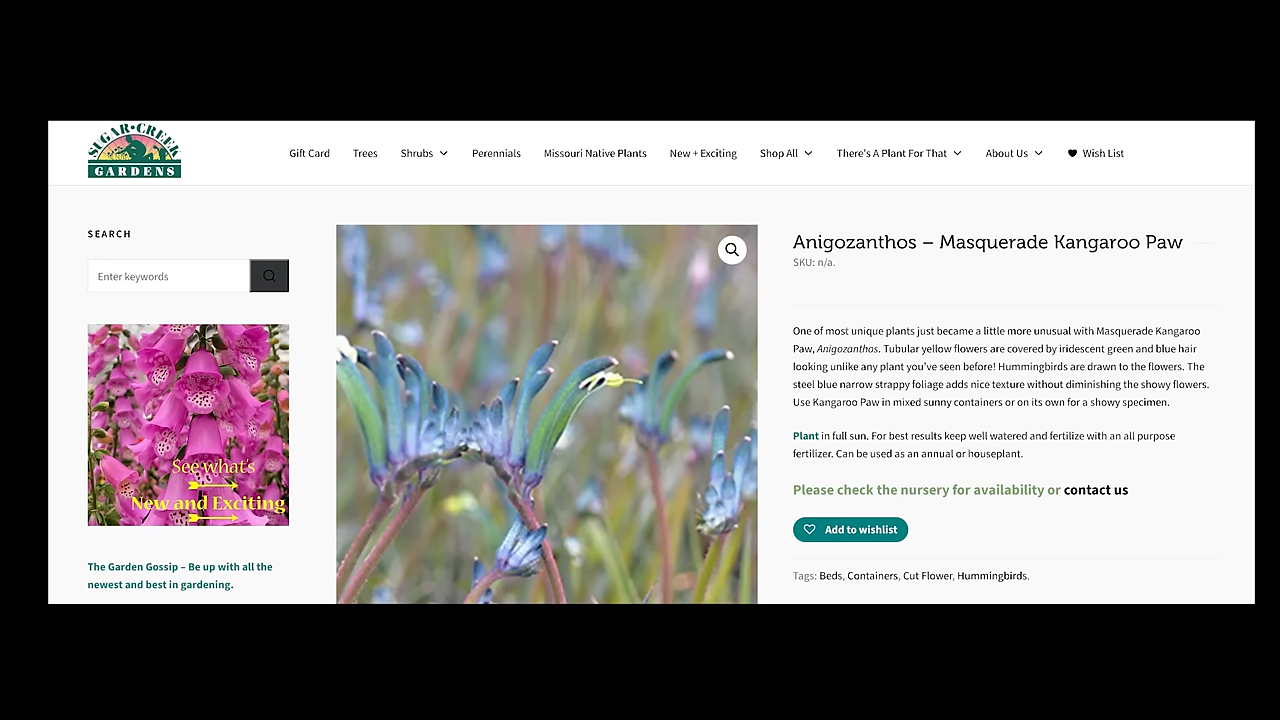 SUGAR•CREEK
GARDENS
Gift Card
Trees
Shrubs
Perennials
Missouri Native Plants
New + Exciting
Shop All
There's A Plant For That
About Us
Wish List
SEARCH
Enter keywords
See what's
New and Exciting
The Garden Gossip – Be up with all the
newest and best in gardening.
Anigozanthos – Masquerade Kangaroo Paw
SKU: n/a.
One of most unique plants just became a little more unusual with Masquerade Kangaroo
Paw, Anigozanthos. Tubular yellow flowers are covered by iridescent green and blue hair
looking unlike any plant you've seen before! Hummingbirds are drawn to the flowers. The
steel blue narrow strappy foliage adds nice texture without diminishing the showy flowers.
Use Kangaroo Paw in mixed sunny containers or on its own for a showy specimen.
Plant in full sun. For best results keep well watered and fertilize with an all purpose
fertilizer. Can be used as an annual or houseplant.
Please check the nursery for availability or contact us
Add to wishlist
Tags: Beds, Containers, Cut Flower, Hummingbirds.